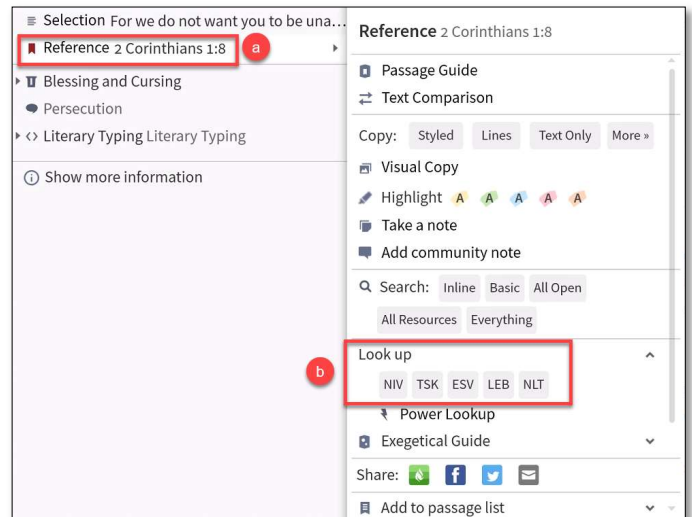 Selection For we do not want you to be una...
Reference 2 Corinthians 1:8
a
Blessing and Cursing
Persecution
Literary Typing Literary Typing
Show more information
Reference 2 Corinthians 1:8
Passage Guide
Text Comparison
Copy: Styled Lines Text Only More »
Visual Copy
Highlight A A A A A
Take a note
Add community note
Search: Inline Basic All Open
All Resources Everything
Look up
b
NIV TSK ESV LEB NLT
Power Lookup
Exegetical Guide
Share: f
Add to passage list